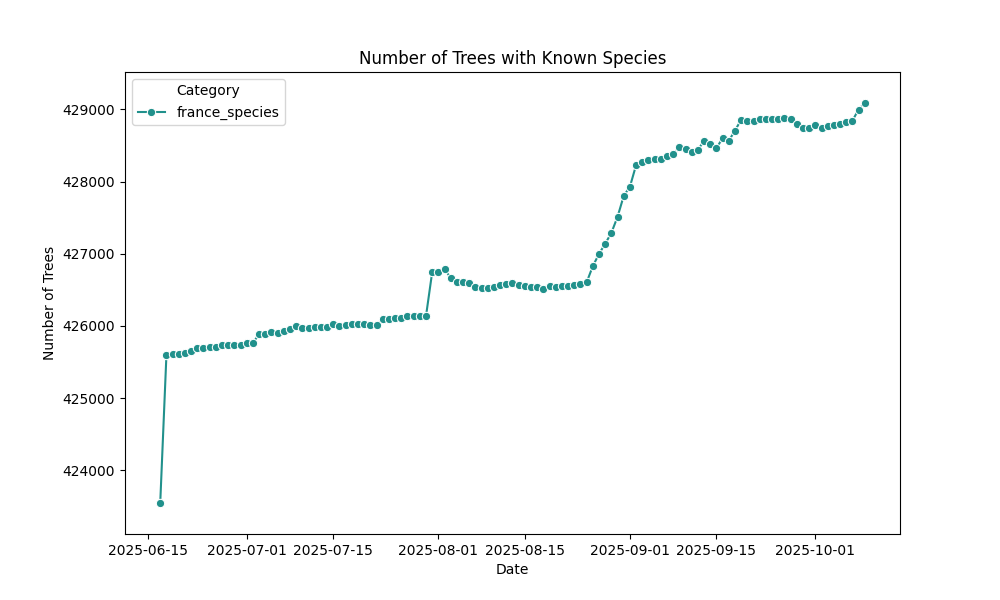 Number of Trees with Known Species
Category
france_species
429000
428000
427000
426000
425000
424000
Number of Trees
2025-06-15
2025-07-01
2025-07-15
2025-08-01
2025-08-15
2025-09-01
2025-09-15
2025-10-01
Date